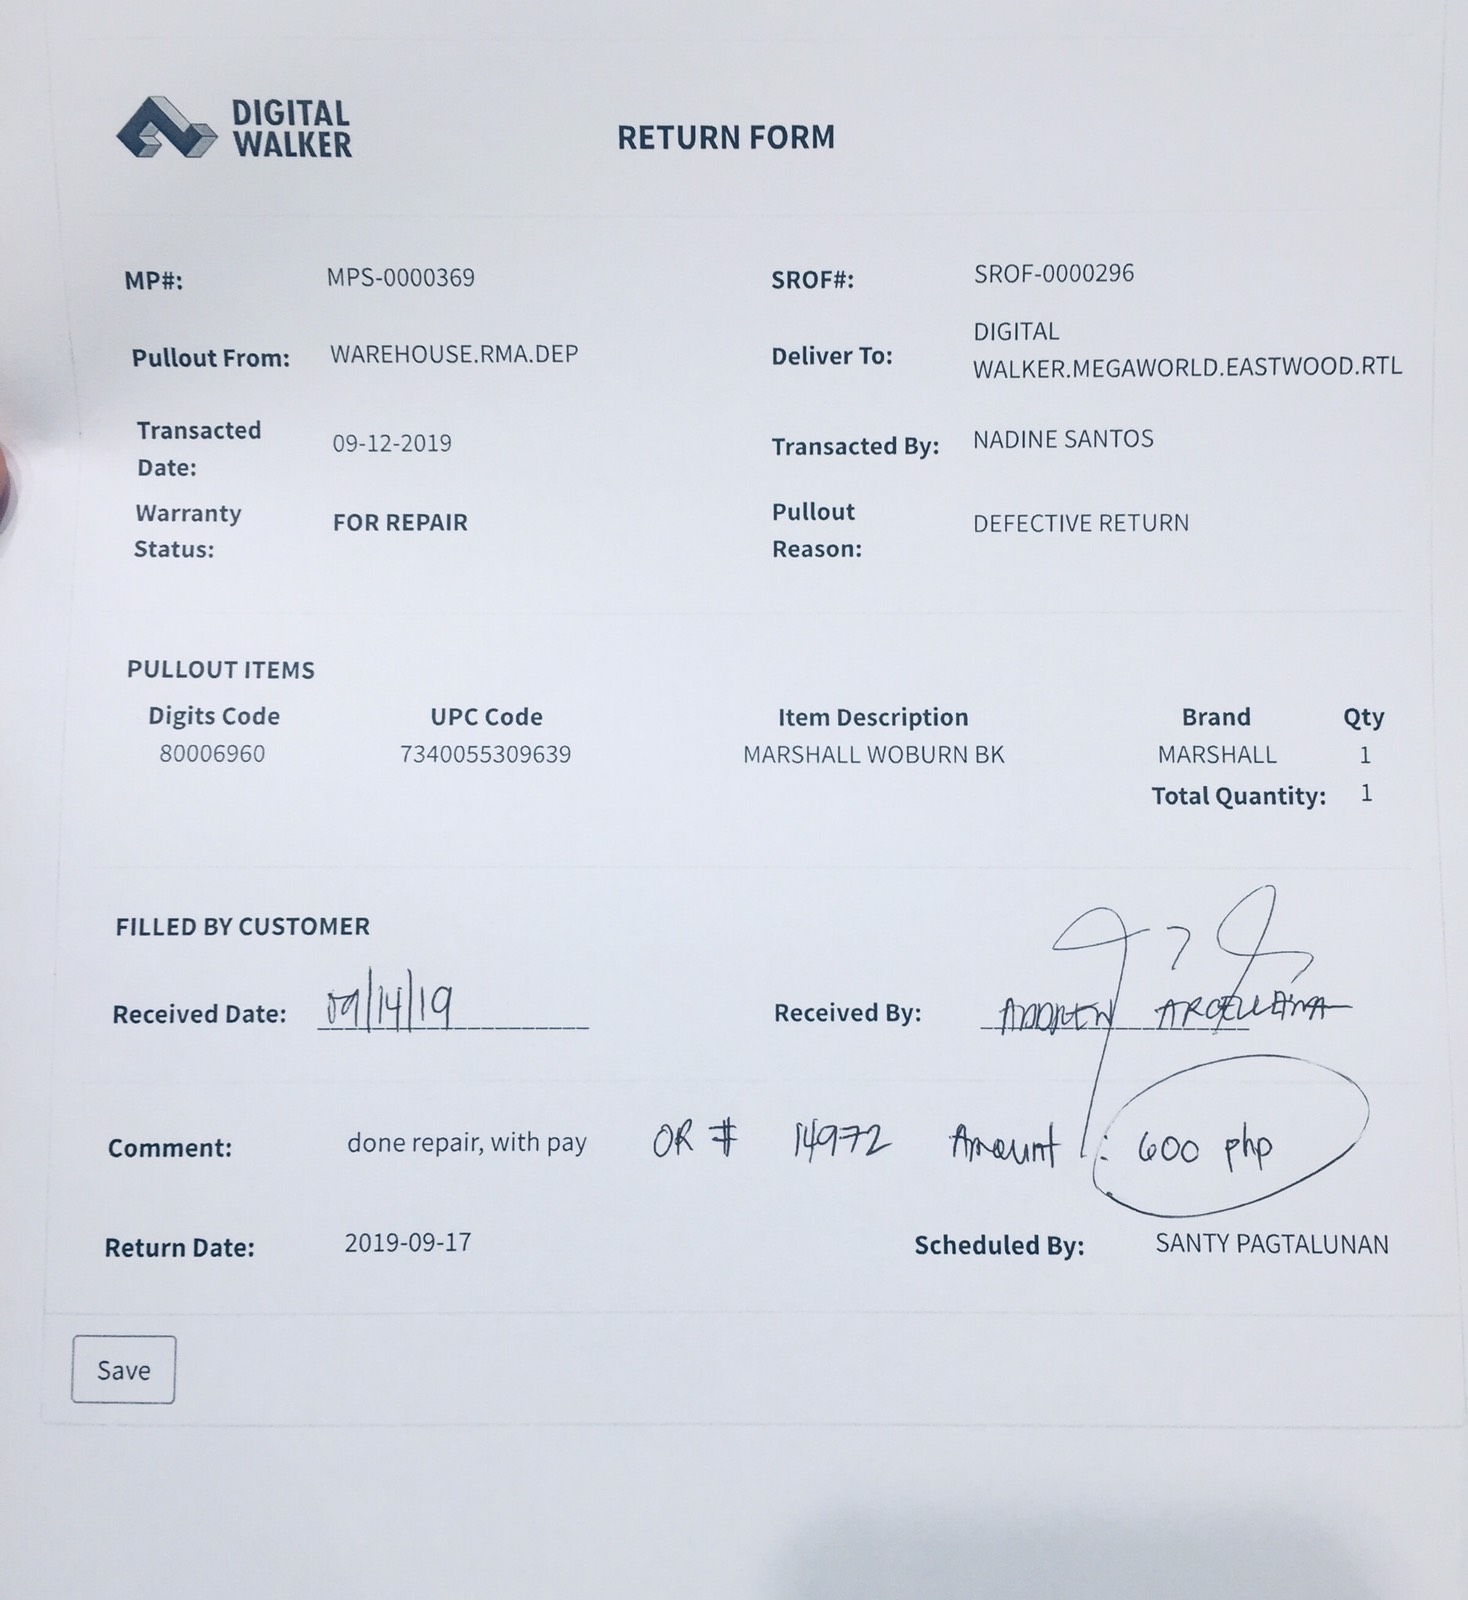 DIGITAL
WALKER
RETURN FORM
MP#: MPS-0000369 SROF#: SROF-0000296
Pullout From: WAREHOUSE.RMA.DEP Deliver To: DIGITAL
WALKER.MEGAWORLD.EASTWOOD.RTL
Transacted
Date: 09-12-2019 Transacted By: NADINE SANTOS
Warranty
Status: FOR REPAIR Pullout
Reason: DEFECTIVE RETURN
PULLOUT ITEMS
Digits Code UPC Code Item Description Brand Qty
80006960 7340055309639 MARSHALL WOBURN BK MARSHALL 1
Total Quantity: 1
FILLED BY CUSTOMER
Received Date: 09/14/19 Received By:
Comment: done repair, with pay OR # 14972 Amount : 600 php
Return Date: 2019-09-17 Scheduled By: SANTY PAGTALUNAN
Save